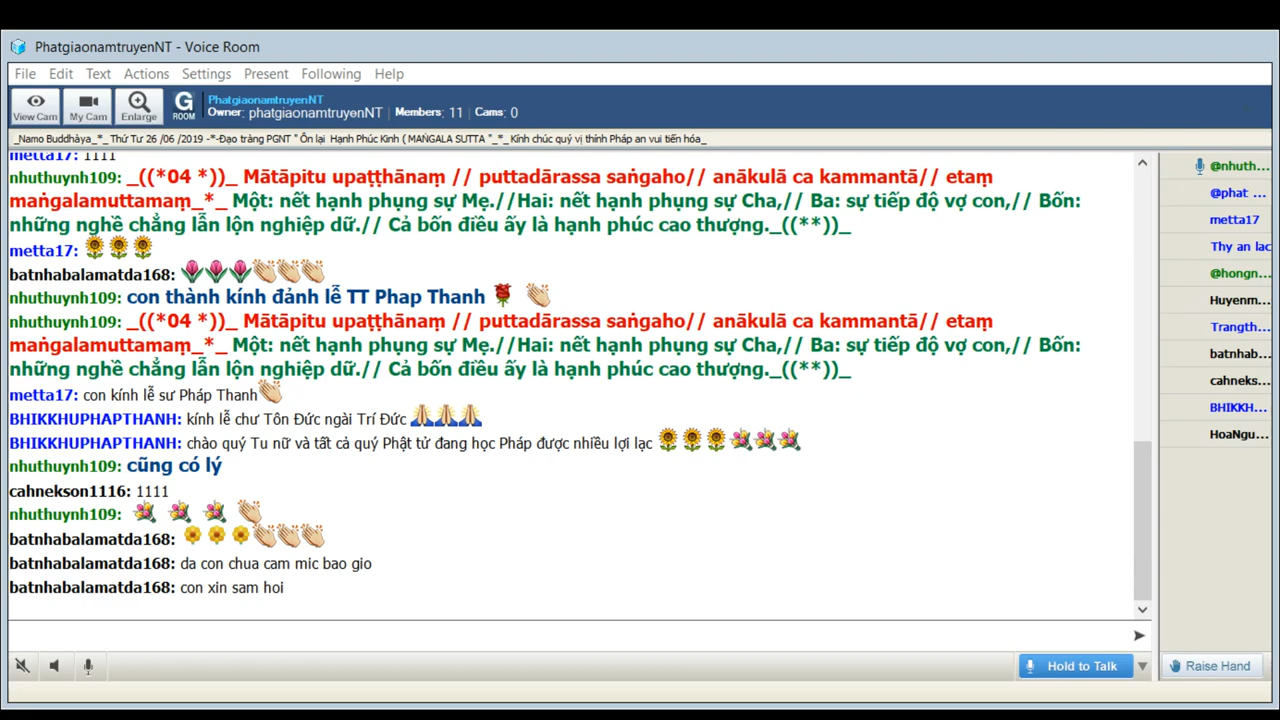 PhatgiaonamtruyenNT - Voice Room
File Edit Text Actions Settings Present Following Help
View Cam My Cam Enlarge G ROOM PhatgiaonamtruyenNT
Owner: phatgiaonamtruyenNT Members: 11 Cams: 0
_Namo Buddhàya_*_ Thứ Tư 26 /06 /2019 -*-Đạo tràng PGNT " Ôn lại Hạnh Phúc Kinh ( MAṄGALA SUTTA "_*_ Kính chúc quý vị thính Pháp an vui tiến hóa_
metta17: 1111
nhuthuynh109: _((*04 *))_ Mātāpitu upaṭṭhānaṃ // puttadārassa saṅgaho// anākulā ca kammantā// etaṃ
maṅgalamuttamaṃ_*_ Một: nết hạnh phụng sự Mẹ.//Hai: nết hạnh phụng sự Cha,// Ba: sự tiếp độ vợ con,// Bốn:
những nghề chẳng lẫn lộn nghiệp dữ.// Cả bốn điều ấy là hạnh phúc cao thượng._((**))_
metta17:
batnhabalamatda168:
nhuthuynh109: con thành kính đảnh lễ TT Phap Thanh
nhuthuynh109: _((*04 *))_ Mātāpitu upaṭṭhānaṃ // puttadārassa saṅgaho// anākulā ca kammantā// etaṃ
maṅgalamuttamaṃ_*_ Một: nết hạnh phụng sự Mẹ.//Hai: nết hạnh phụng sự Cha,// Ba: sự tiếp độ vợ con,// Bốn:
những nghề chẳng lẫn lộn nghiệp dữ.// Cả bốn điều ấy là hạnh phúc cao thượng._((**))_
metta17: con kính lễ sư Pháp Thanh
BHIKKHUPHAPTHANH: kính lễ chư Tôn Đức ngài Trí Đức
BHIKKHUPHAPTHANH: chào quý Tu nữ và tất cả quý Phật tử đang học Pháp được nhiều lợi lạc
nhuthuynh109: cũng có lý
cahnekson1116: 1111
nhuthuynh109:
batnhabalamatda168:
batnhabalamatda168: da con chua cam mic bao gio
batnhabalamatda168: con xin sam hoi
@nhuth...
@phat ...
metta17
Thy an lac
@hongn...
Huyenm...
Trangth...
batnhab...
cahneks...
BHIKKH...
HoaNgu...
Hold to Talk
Raise Hand